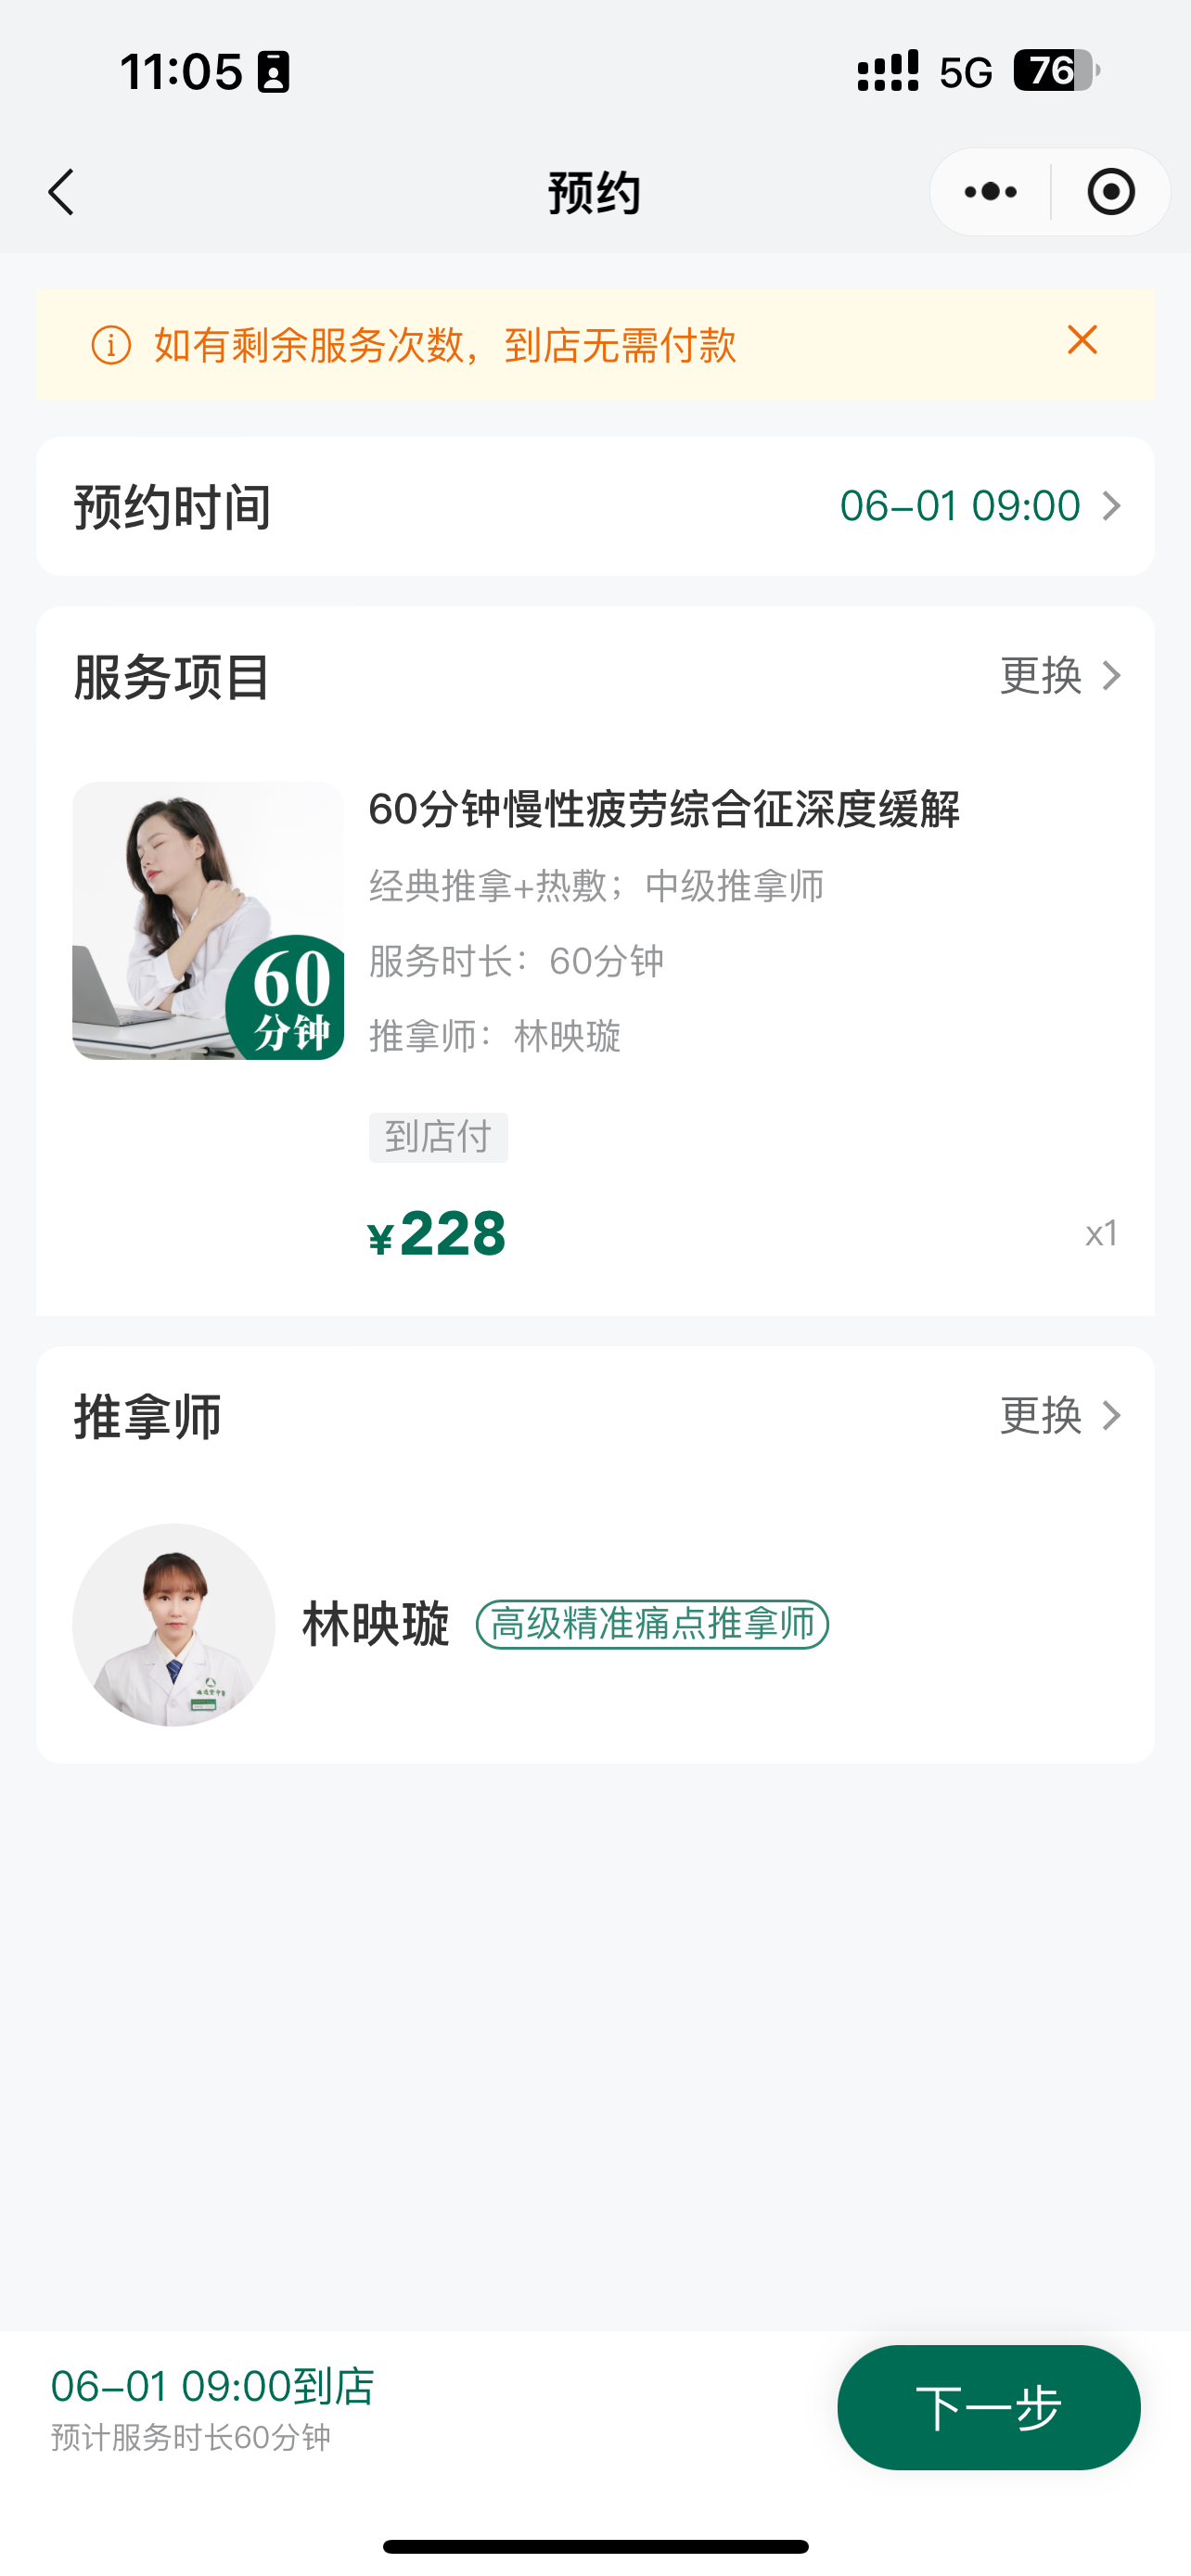 11:05
5G 76
预约
如有剩余服务次数，到店无需付款
预约时间
06-01 09:00
服务项目
更换
60分钟慢性疲劳综合征深度缓解
经典推拿+热敷；中级推拿师
服务时长：60分钟
推拿师：林映璇
60
分钟
到店付
¥228
x1
推拿师
更换
林映璇
高级精准痛点推拿师
06-01 09:00到店
预计服务时长60分钟
下一步